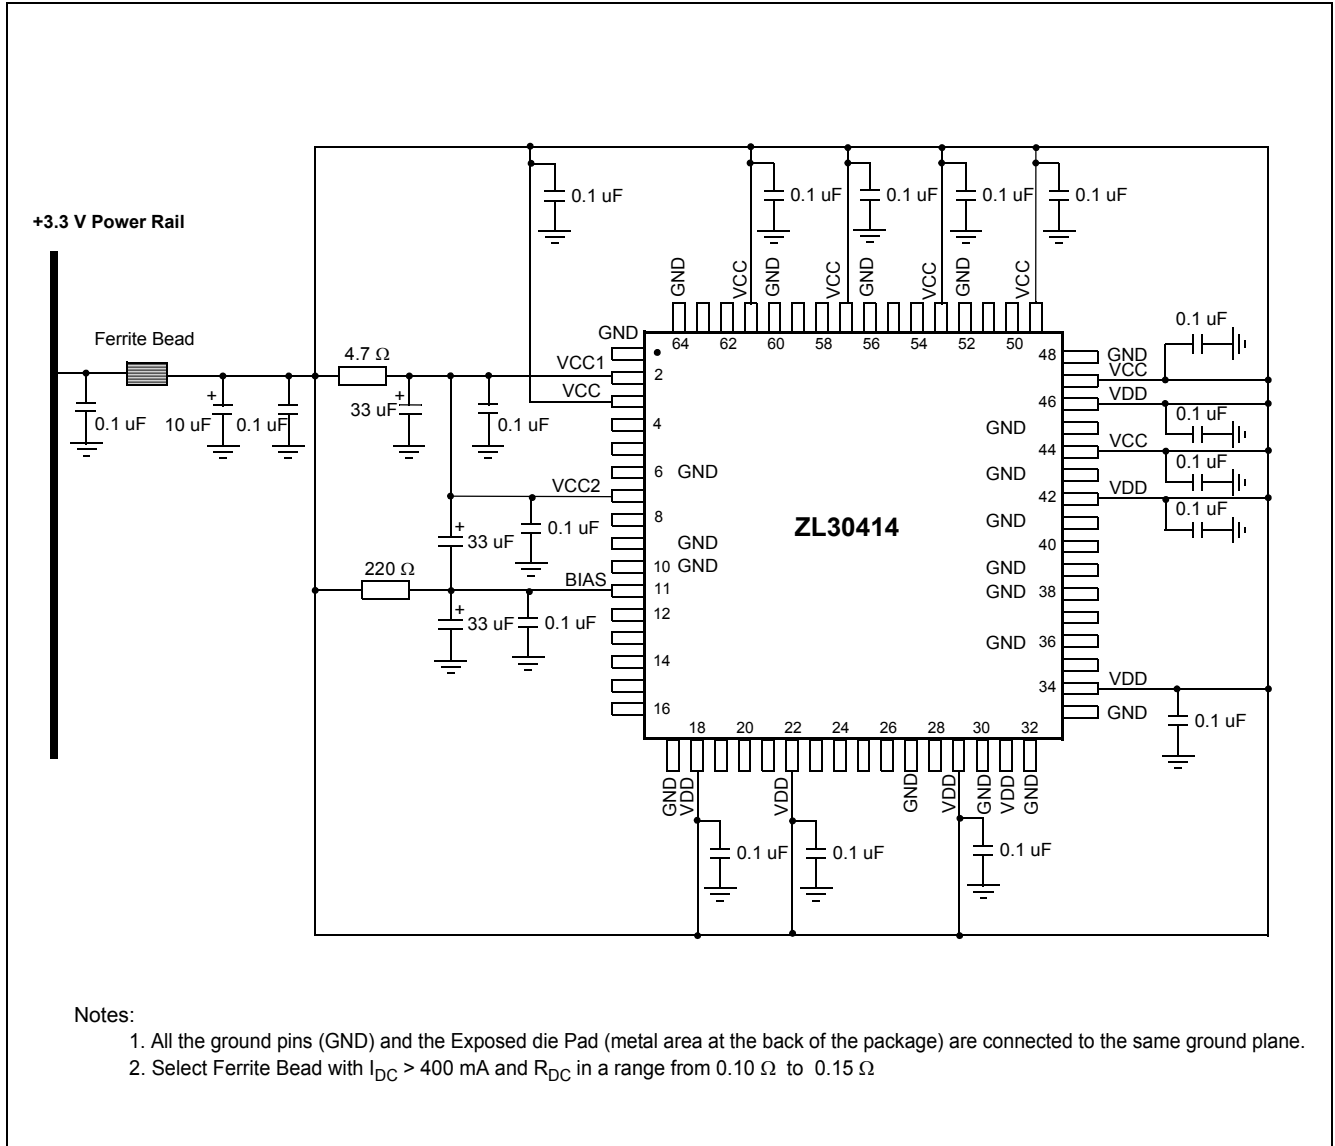 0.1 uF 0.1 uF 0.1 uF 0.1 uF 0.1 uF
+3.3 V Power Rail
GND VCC GND VCC GND VCC GND VCC
64 62 60 58 56 54 52 50
Ferrite Bead
4.7 Ω
+ 10 uF
0.1 uF
0.1 uF
+ 33 uF
0.1 uF
GND
VCC1 2
VCC
4
6 GND
VCC2
8
GND
10 GND
BIAS 11
12
14
16
+ 33 uF
0.1 uF
220 Ω
+ 33 uF
0.1 uF
ZL30414
48 GND
VCC 0.1 uF
46 VDD
0.1 uF
GND
44 VCC
0.1 uF
GND
42 VDD
0.1 uF
GND
40
GND
GND 38
GND 36
34 VDD
GND
0.1 uF
18 20 22 24 26 28 30 32
GND VDD VDD GND VDD GND VDD GND
0.1 uF 0.1 uF 0.1 uF
Notes:
1. All the ground pins (GND) and the Exposed die Pad (metal area at the back of the package) are connected to the same ground plane.
2. Select Ferrite Bead with IDC > 400 mA and RDC in a range from 0.10 Ω to 0.15 Ω